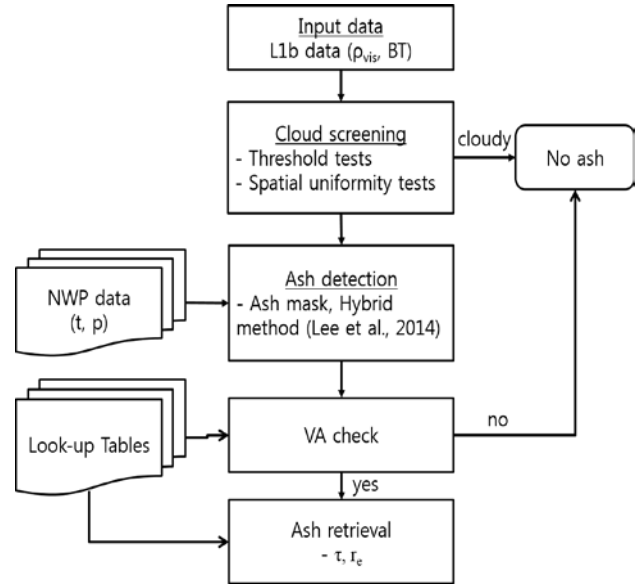 Input data
L1b data (ρvis, BT)
Cloud screening
- Threshold tests
- Spatial uniformity tests
cloudy
No ash
NWP data
(t, p)
Ash detection
- Ash mask, Hybrid
method (Lee et al., 2014)
Look-up Tables
VA check
no
yes
Ash retrieval
- τ, re